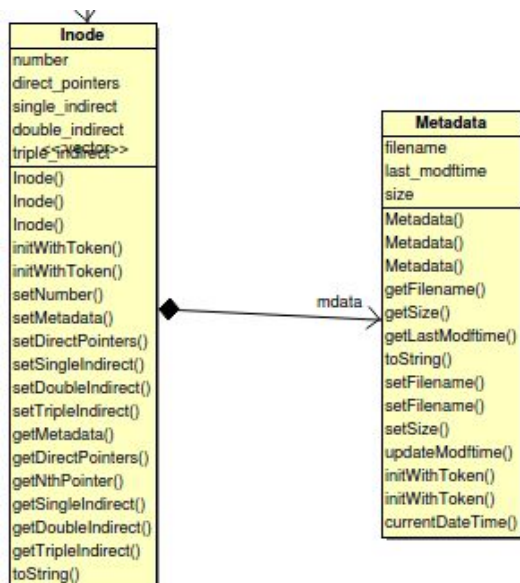 Inode
number
direct_pointers
single_indirect
double_indirect
<<vector>>
triple_indirect
Inode()
Inode()
Inode()
initWithToken()
initWithToken()
setNumber()
setMetadata()
setDirectPointers()
setSingleIndirect()
setDoubleIndirect()
setTripleIndirect()
getMetadata()
getDirectPointers()
getNthPointer()
getSingleIndirect()
getDoubleIndirect()
getTripleIndirect()
toString()
mdata
Metadata
filename
last_modftime
size
Metadata()
Metadata()
Metadata()
getFilename()
getSize()
getLastModftime()
toString()
setFilename()
setFilename()
setSize()
updateModftime()
initWithToken()
initWithToken()
currentDateTime()